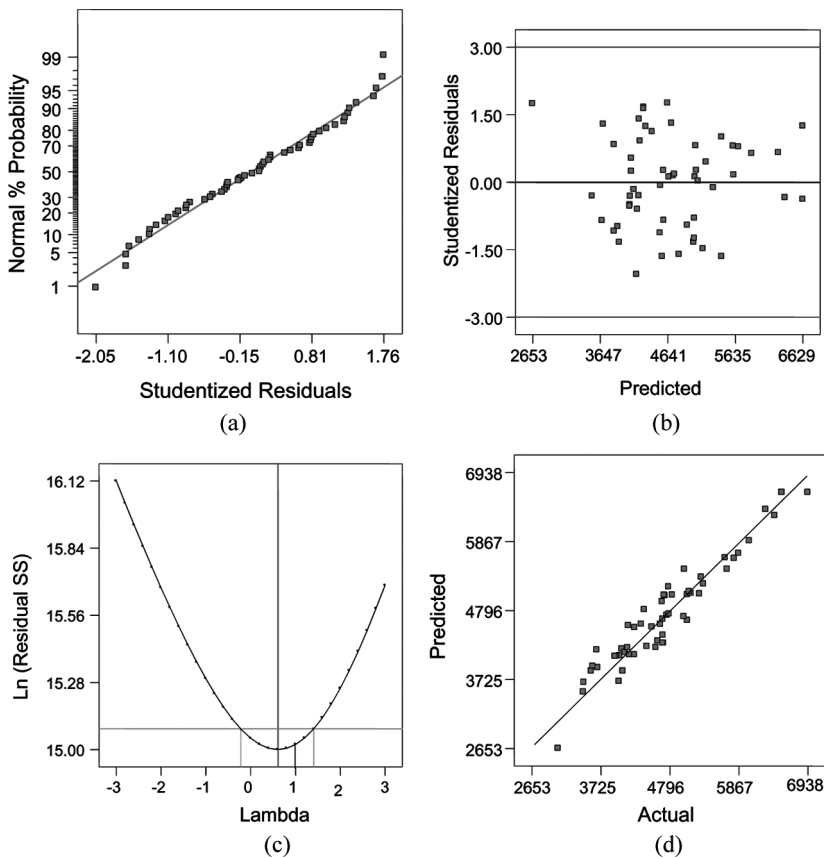 Normal % Probability
99
95
90
80
70
50
30
20
10
5
1
-2.05 -1.10 -0.15 0.81 1.76
Studentized Residuals
(a)
Studentized Residuals
3.00
1.50
0.00
-1.50
-3.00
2653 3647 4641 5635 6629
Predicted
(b)
Ln (Residual SS)
16.12
15.84
15.56
15.28
15.00
-3 -2 -1 0 1 2 3
Lambda
(c)
Predicted
6938
5867
4796
3725
2653
2653 3725 4796 5867 6938
Actual
(d)